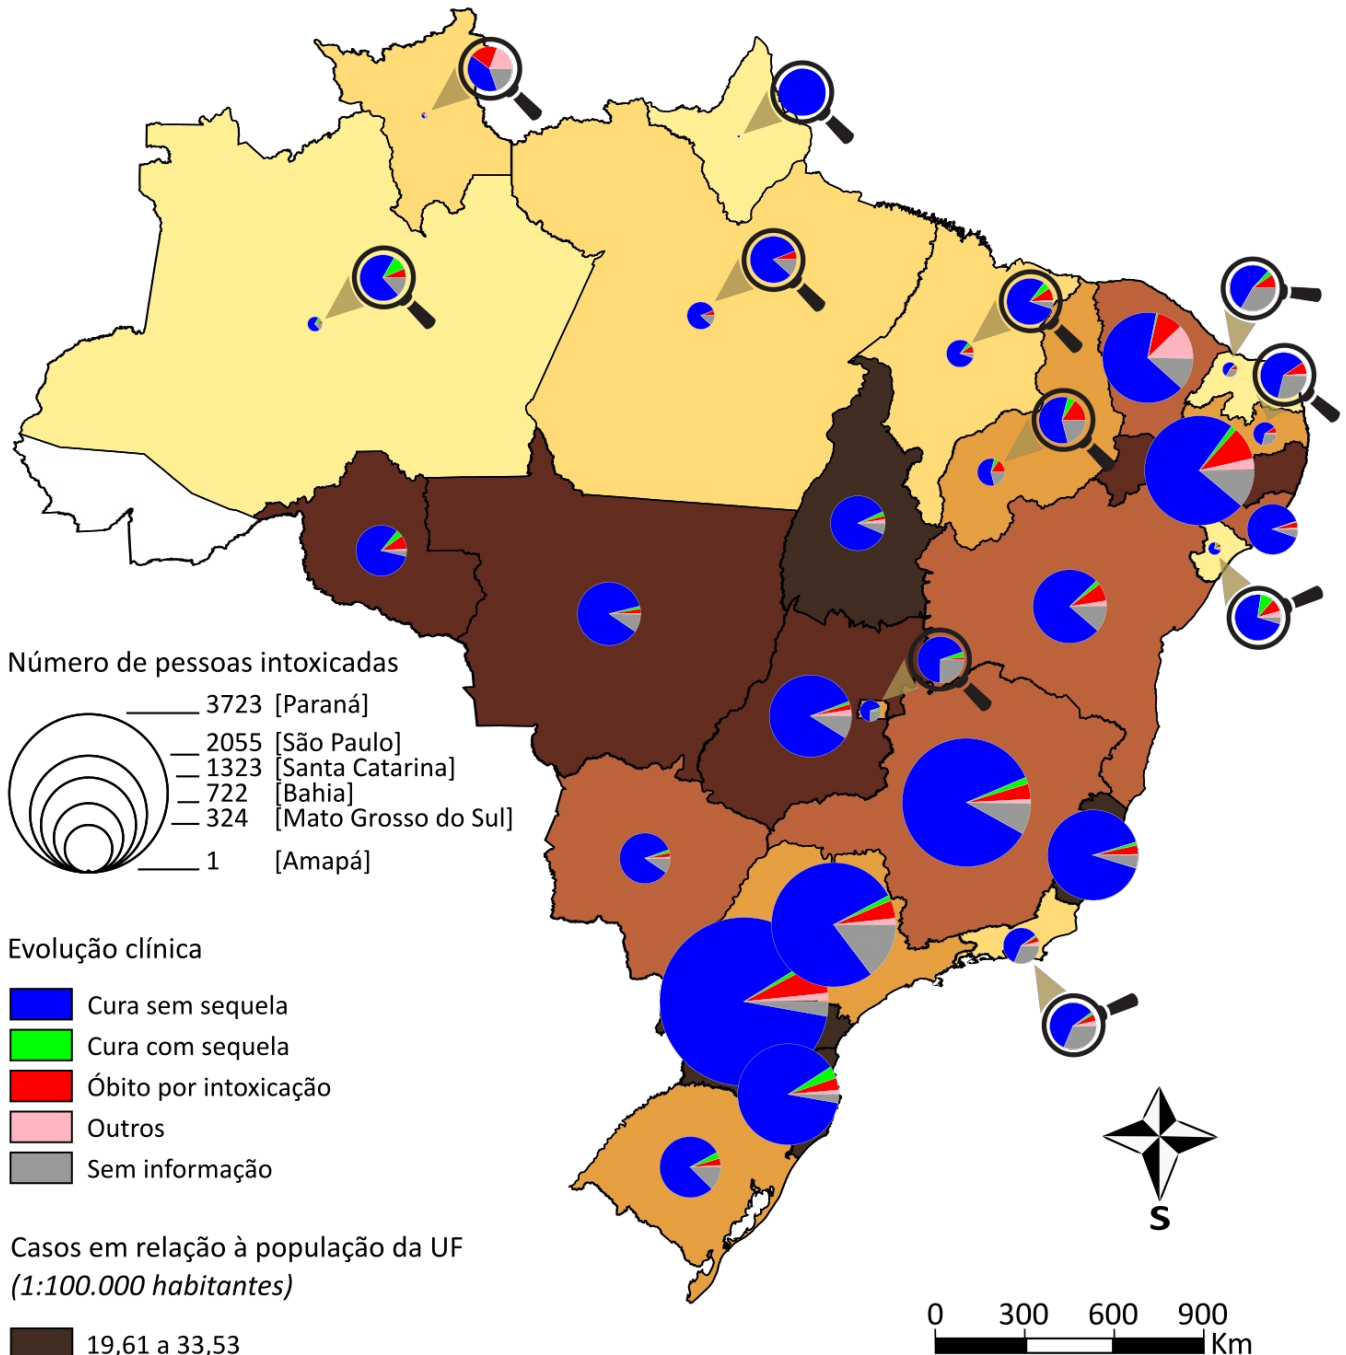 Número de pessoas intoxicadas
3723 [Paraná]
2055 [São Paulo]
1323 [Santa Catarina]
722 [Bahia]
324 [Mato Grosso do Sul]
1 [Amapá]
Evolução clínica
Cura sem sequela
Cura com sequela
Óbito por intoxicação
Outros
Sem informação
S
Casos em relação à população da UF
(1:100.000 habitantes)
19,61 a 33,53
0 300 600 900
Km